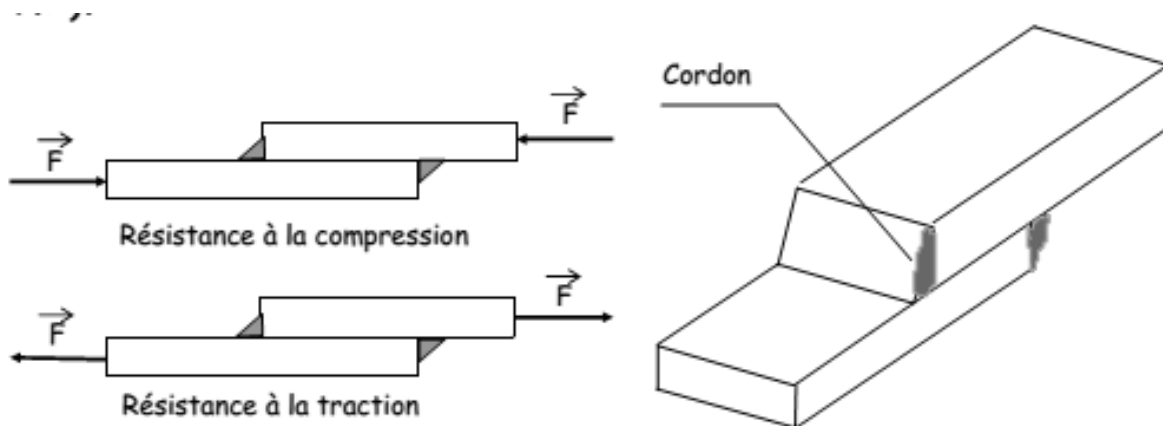 F
F
Résistance à la compression
F
F
Résistance à la traction
Cordon